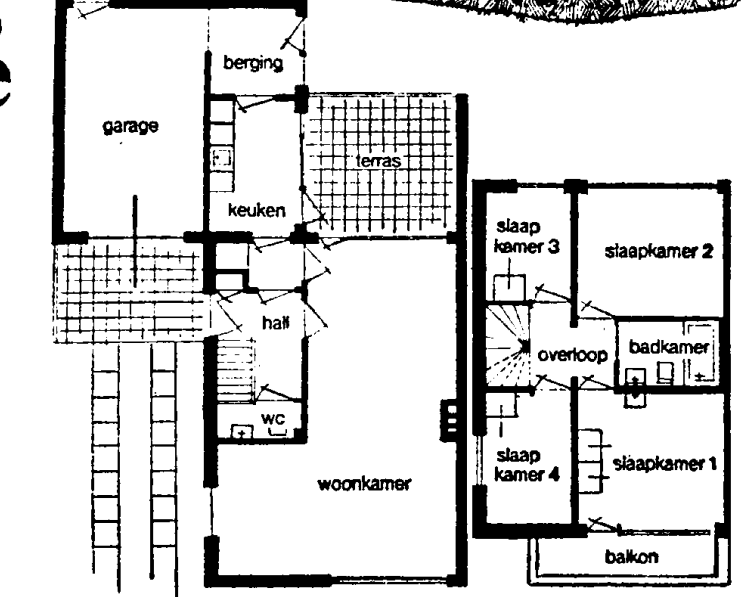 berging
garage
terras
keuken
hall
wc
woonkamer
slaap
kamer 3
slaapkamer 2
overloop
badkamer
slaap
kamer 4
slaapkamer 1
balkon